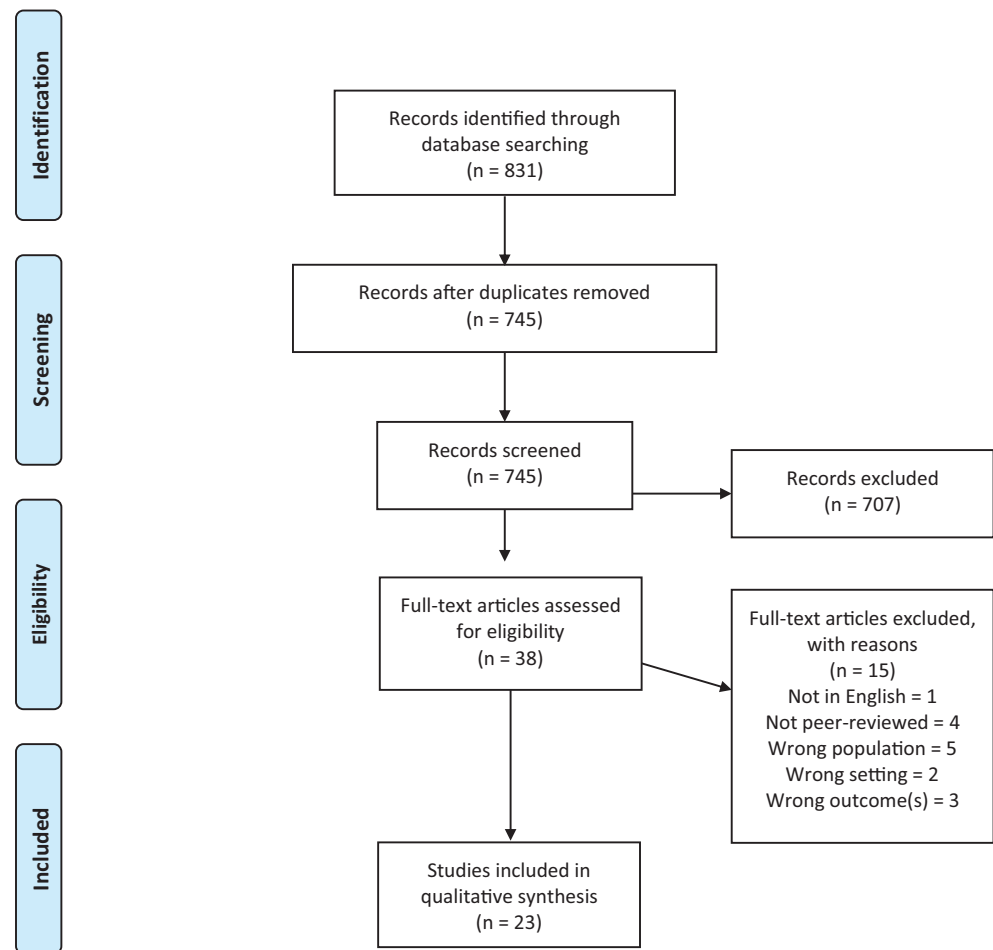 Identification
Records identified through
database searching
(n = 831)
Screening
Records after duplicates removed
(n = 745)
Records screened
(n = 745)
Records excluded
(n = 707)
Eligibility
Full-text articles assessed
for eligibility
(n = 38)
Full-text articles excluded,
with reasons
(n = 15)
Not in English = 1
Not peer-reviewed = 4
Wrong population = 5
Wrong setting = 2
Wrong outcome(s) = 3
Included
Studies included in
qualitative synthesis
(n = 23)